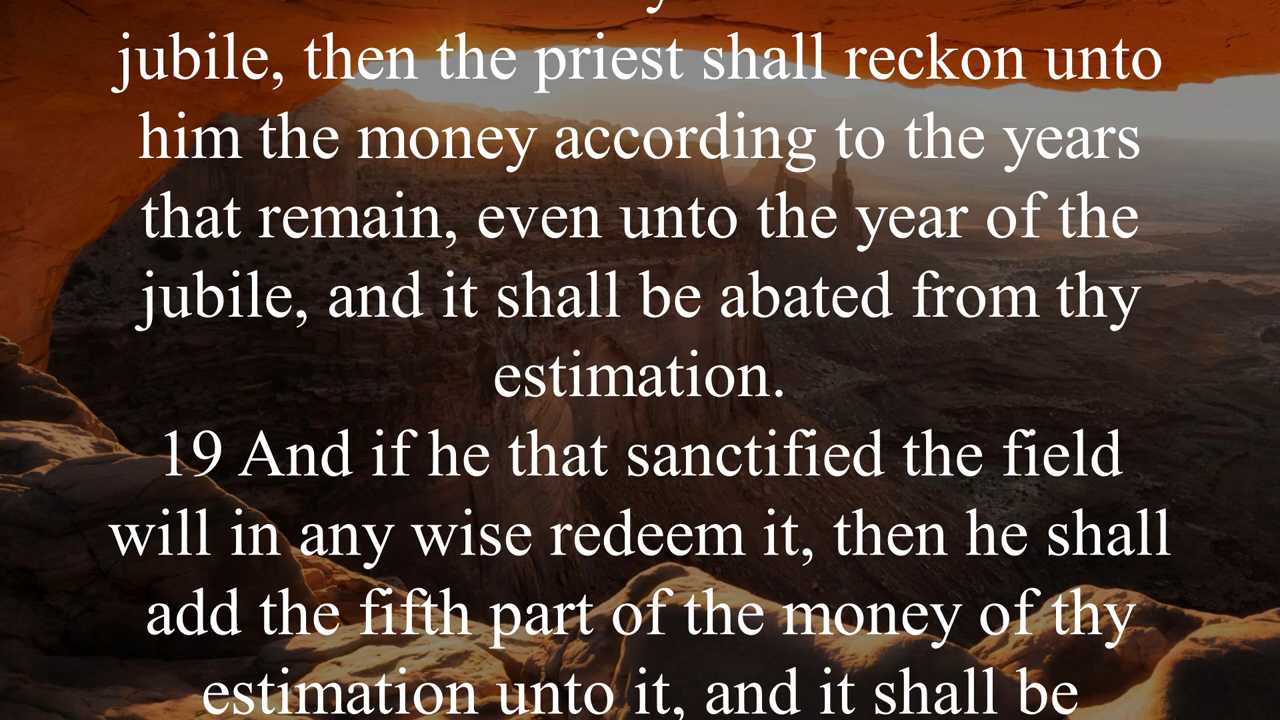 jubile, then the priest shall reckon unto
him the money according to the years
that remain, even unto the year of the
jubile, and it shall be abated from thy
estimation.
19 And if he that sanctified the field
will in any wise redeem it, then he shall
add the fifth part of the money of thy
estimation unto it, and it shall be